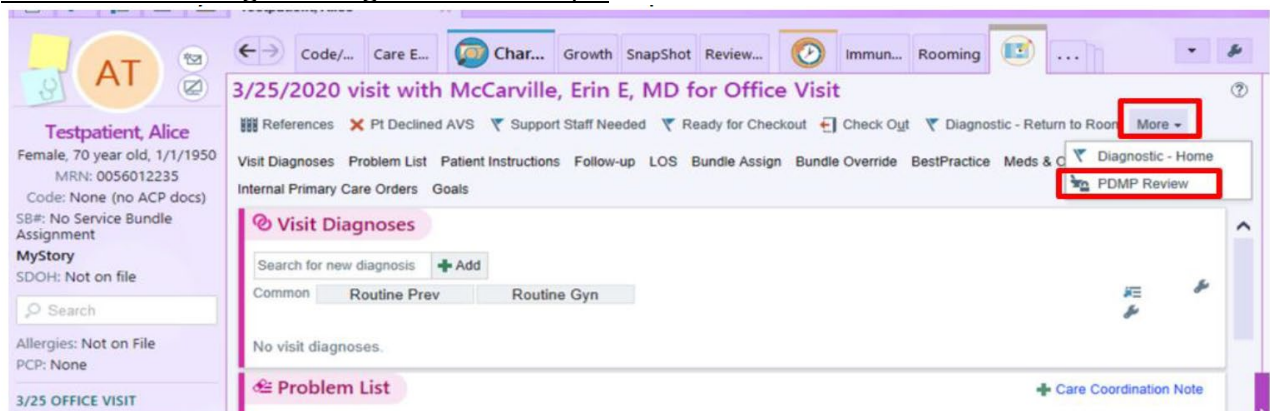 AT
Testpatient, Alice
Female, 70 year old, 1/1/1950
MRN: 0056012235
Code: None (no ACP docs)
SB#: No Service Bundle
Assignment
MyStory
SDOH: Not on file
Search
Allergies: Not on File
PCP: None
3/25 OFFICE VISIT
Code/... Care E... Char... Growth SnapShot Review... Immun... Rooming ...
3/25/2020 visit with McCarville, Erin E, MD for Office Visit
References Pt Declined AVS Support Staff Needed Ready for Checkout Check Out Diagnostic - Return to Room More
Visit Diagnoses Problem List Patient Instructions Follow-up LOS Bundle Assign Bundle Override BestPractice Meds &
Diagnostic - Home
PDMP Review
Internal Primary Care Orders Goals
Visit Diagnoses
Search for new diagnosis Add
Common Routine Prev Routine Gyn
No visit diagnoses.
Problem List
Care Coordination Note